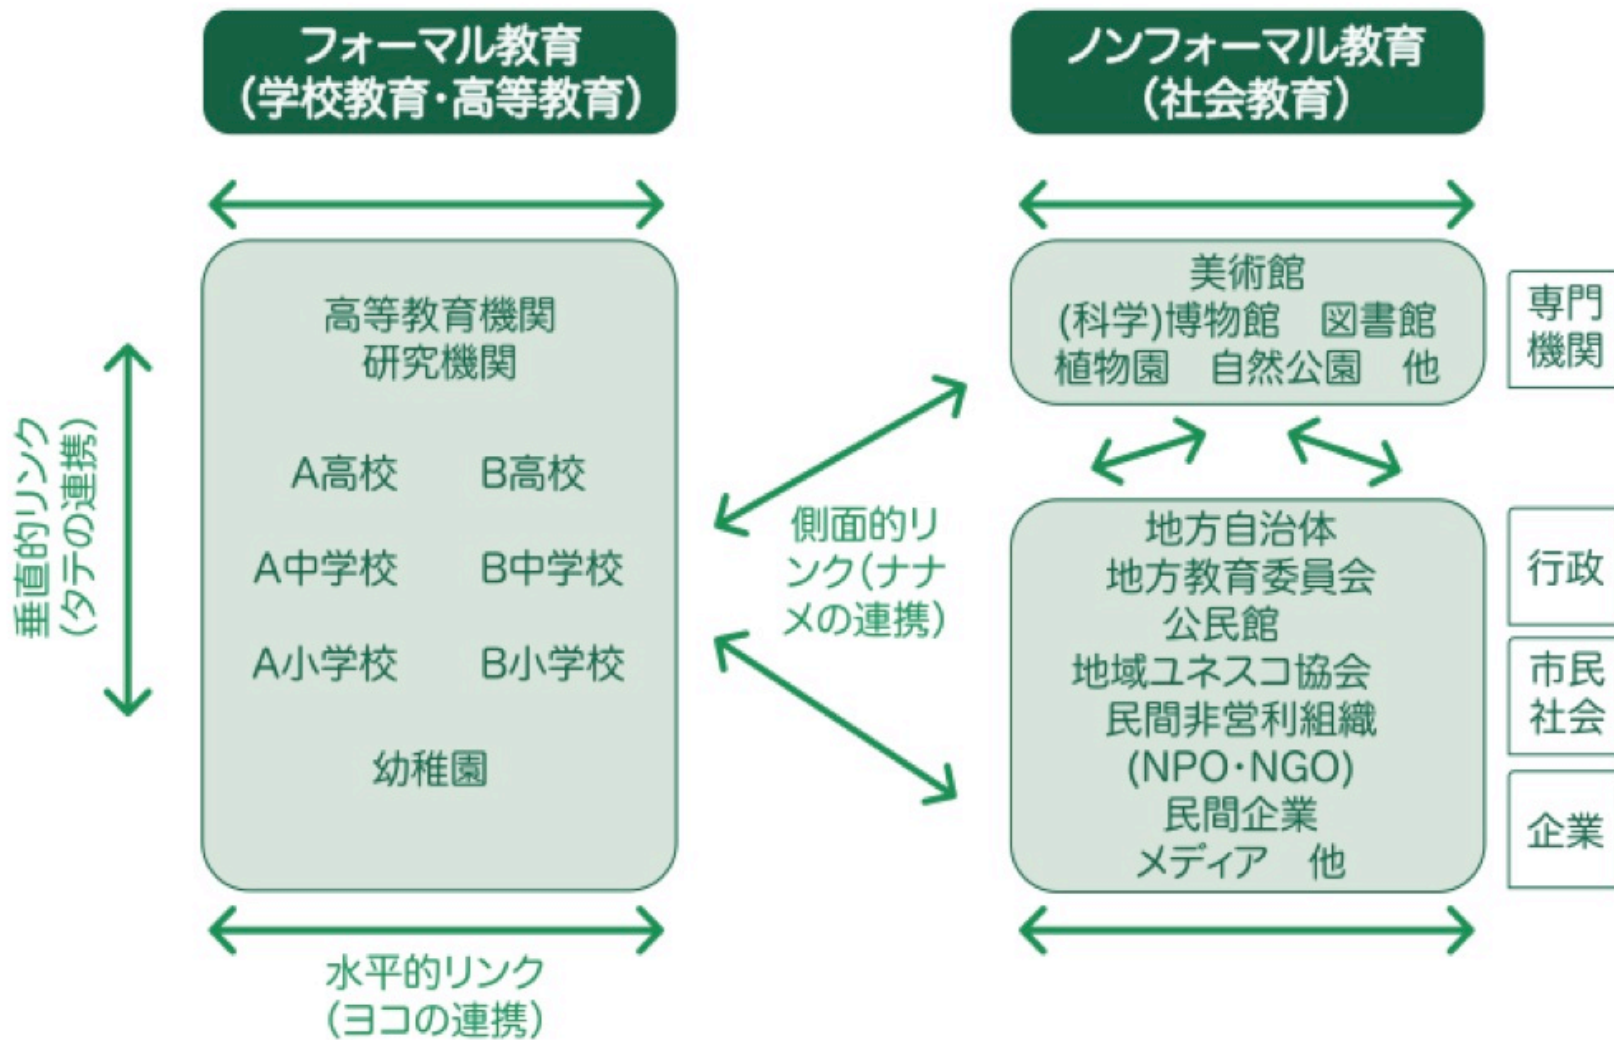 フォーマル教育
(学校教育・高等教育)
ノンフォーマル教育
(社会教育)
高等教育機関
研究機関
A高校 B高校
A中学校 B中学校
A小学校 B小学校
幼稚園
垂直的リンク
(タテの連携)
水平的リンク
(ヨコの連携)
側面的リ
ンク(ナナ
メの連携)
美術館
(科学)博物館 図書館
植物園 自然公園 他
専門
機関
地方自治体
地方教育委員会
公民館
地域ユネスコ協会
民間非営利組織
(NPO・NGO)
民間企業
メディア 他
行政
市民
社会
企業